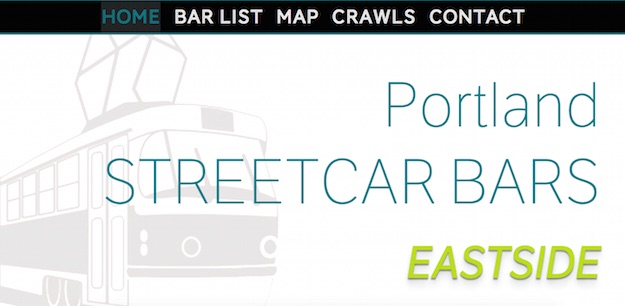 HOME BAR LIST MAP CRAWLS CONTACT
Portland
STREETCAR BARS
EASTSIDE